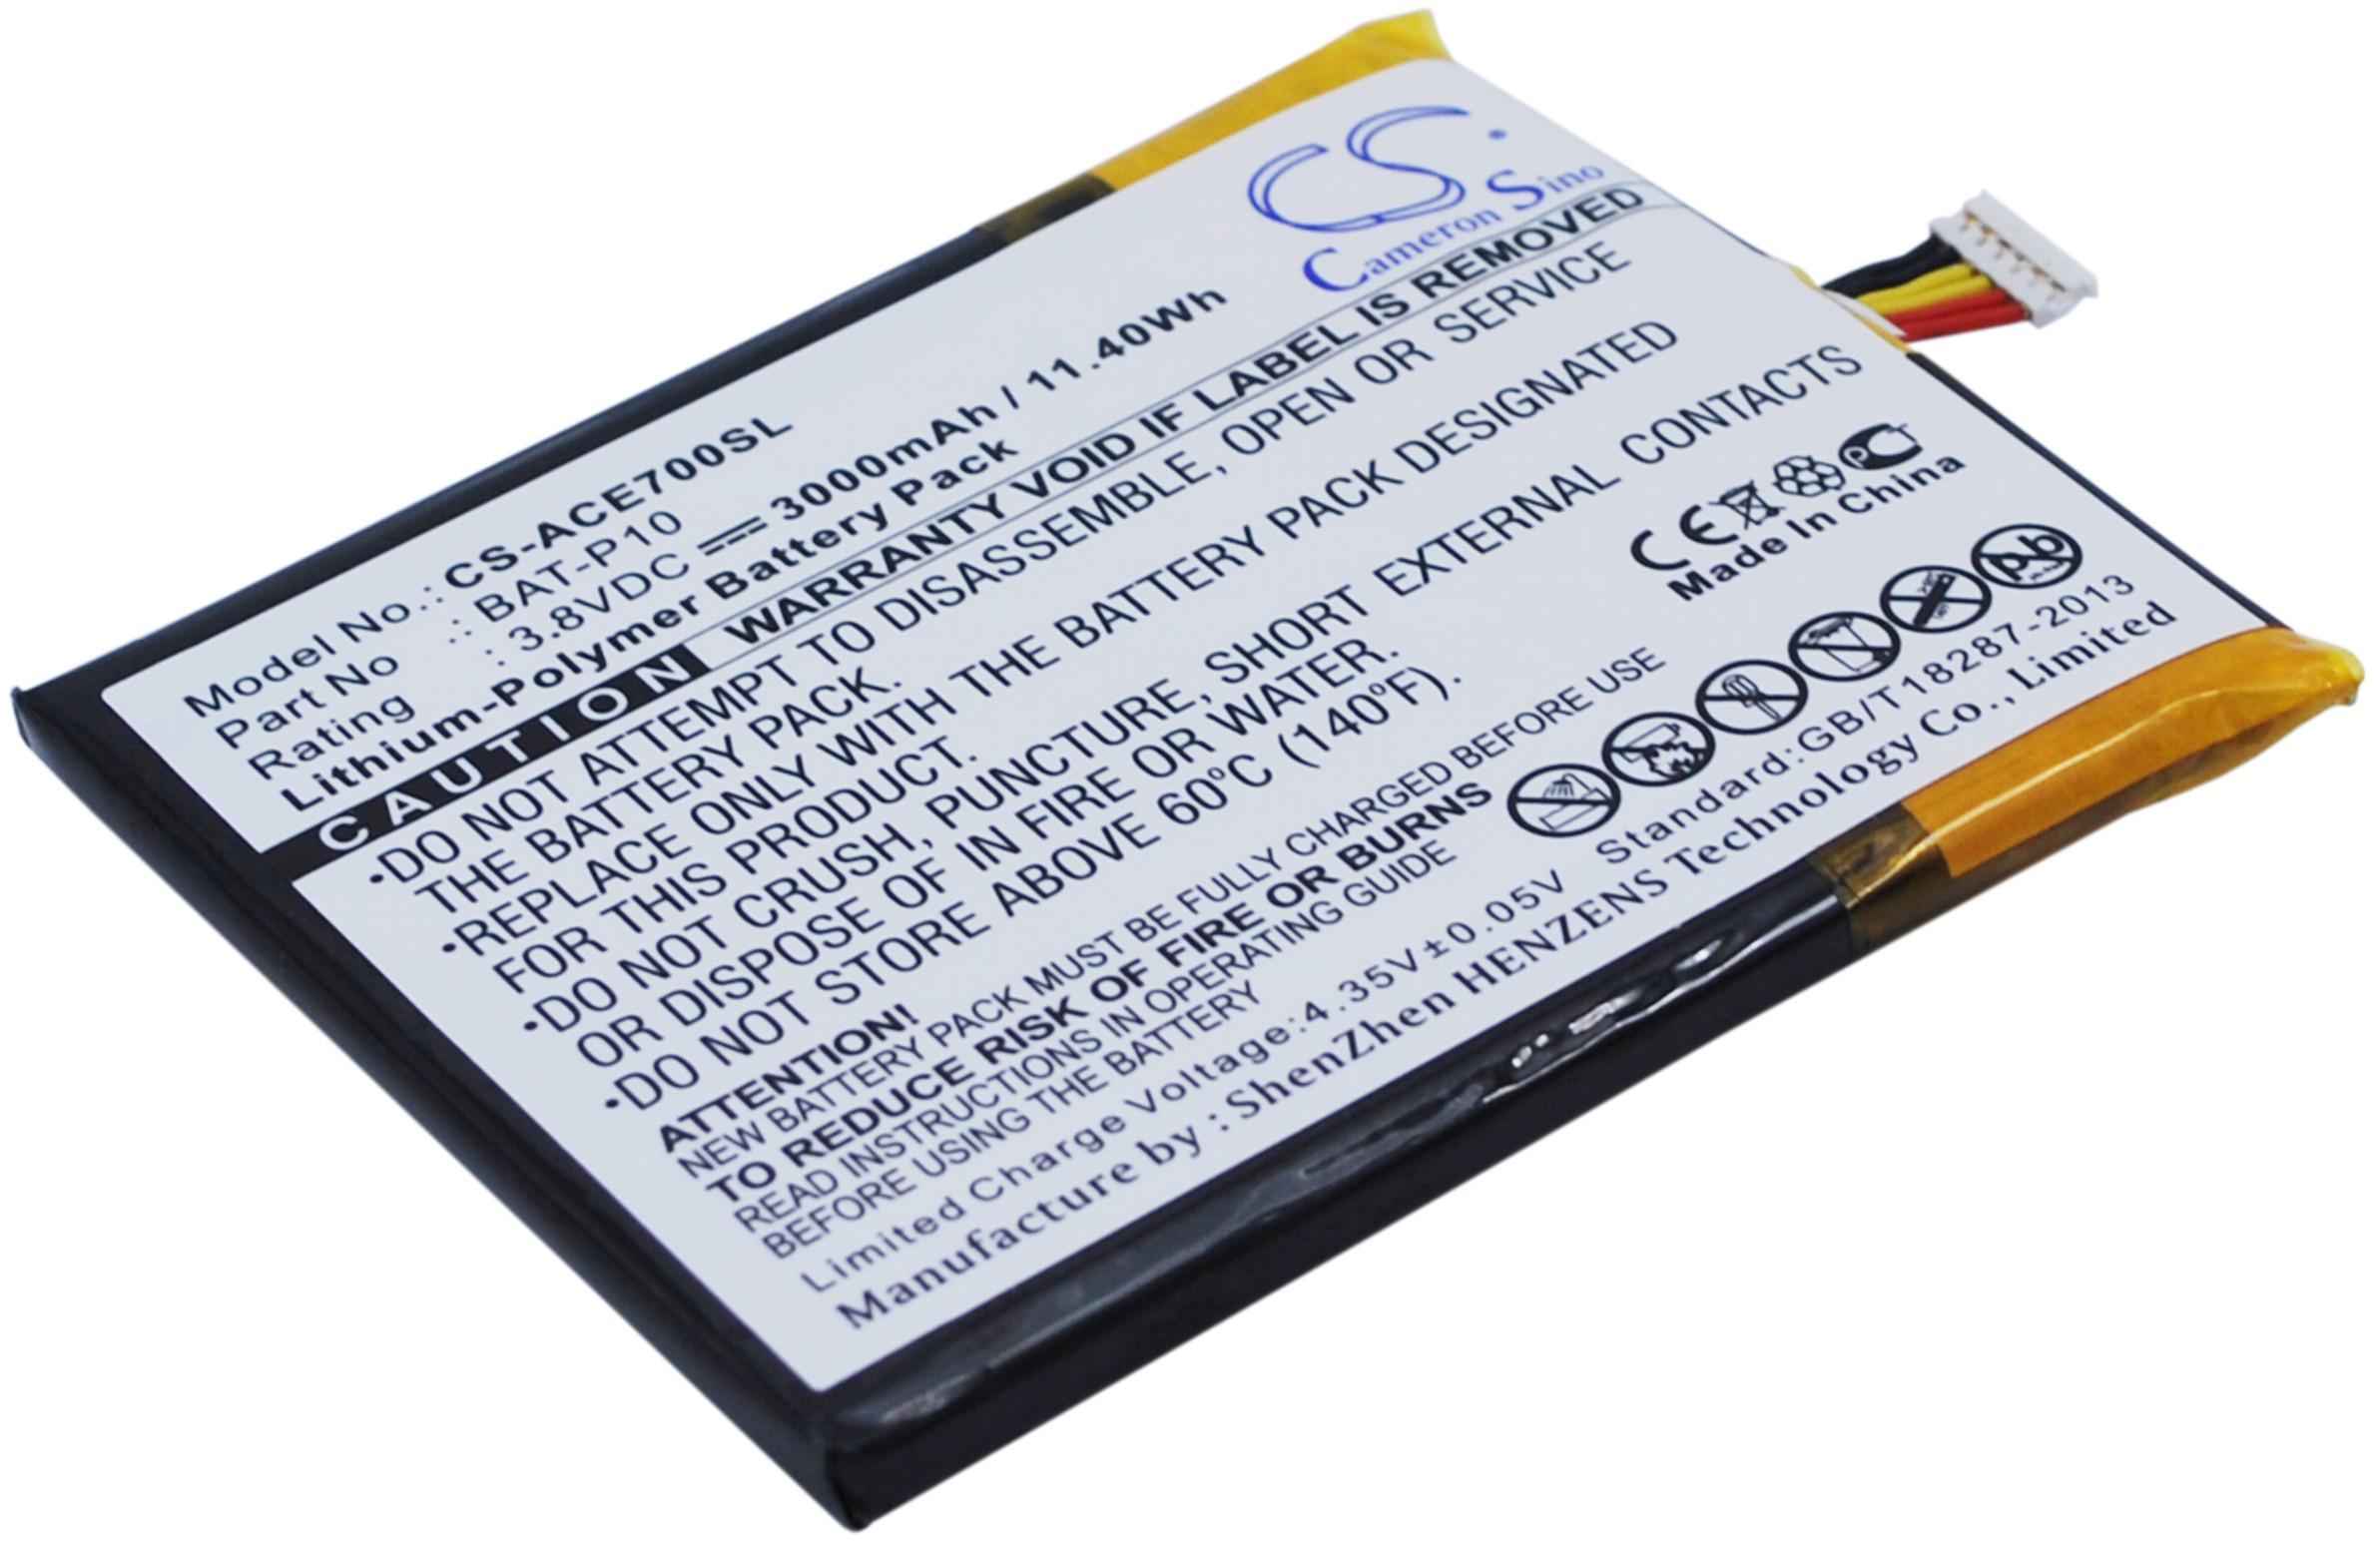 CS
Cameron Sino
Model No.: CS-ACE700SL
Part No .: BAT-P10
Rating : 3.8VDC 3000mAh / 11.40Wh
Lithium-Polymer Battery Pack
CAUTION WARRANTY VOID IF LABEL IS REMOVED
•DO NOT ATTEMPT TO DISASSEMBLE, OPEN OR SERVICE
THE BATTERY PACK.
•REPLACE ONLY WITH THE BATTERY PACK DESIGNATED
FOR THIS PRODUCT.
•DO NOT CRUSH, PUNCTURE, SHORT EXTERNAL CONTACTS
OR DISPOSE OF IN FIRE OR WATER.
•DO NOT STORE ABOVE 60°C (140°F).
CE PCT
Made In China
ATTENTION!
NEW BATTERY PACK MUST BE FULLY CHARGED BEFORE USE
TO REDUCE RISK OF FIRE OR BURNS
READ INSTRUCTIONS IN OPERATING GUIDE
BEFORE USING THE BATTERY
Pb
Limited Charge Voltage:4.35V±0.05V Standard:GB/T18287-2013
Manufacture by : ShenZhen HENZENS Technology Co., Limited